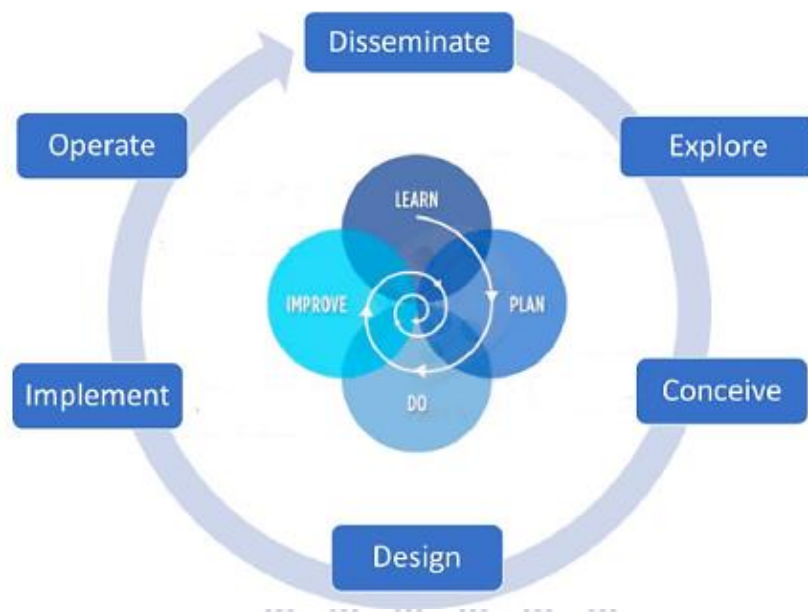 Disseminate
Explore
Conceive
Design
Implement
Operate
LEARN
PLAN
DO
IMPROVE